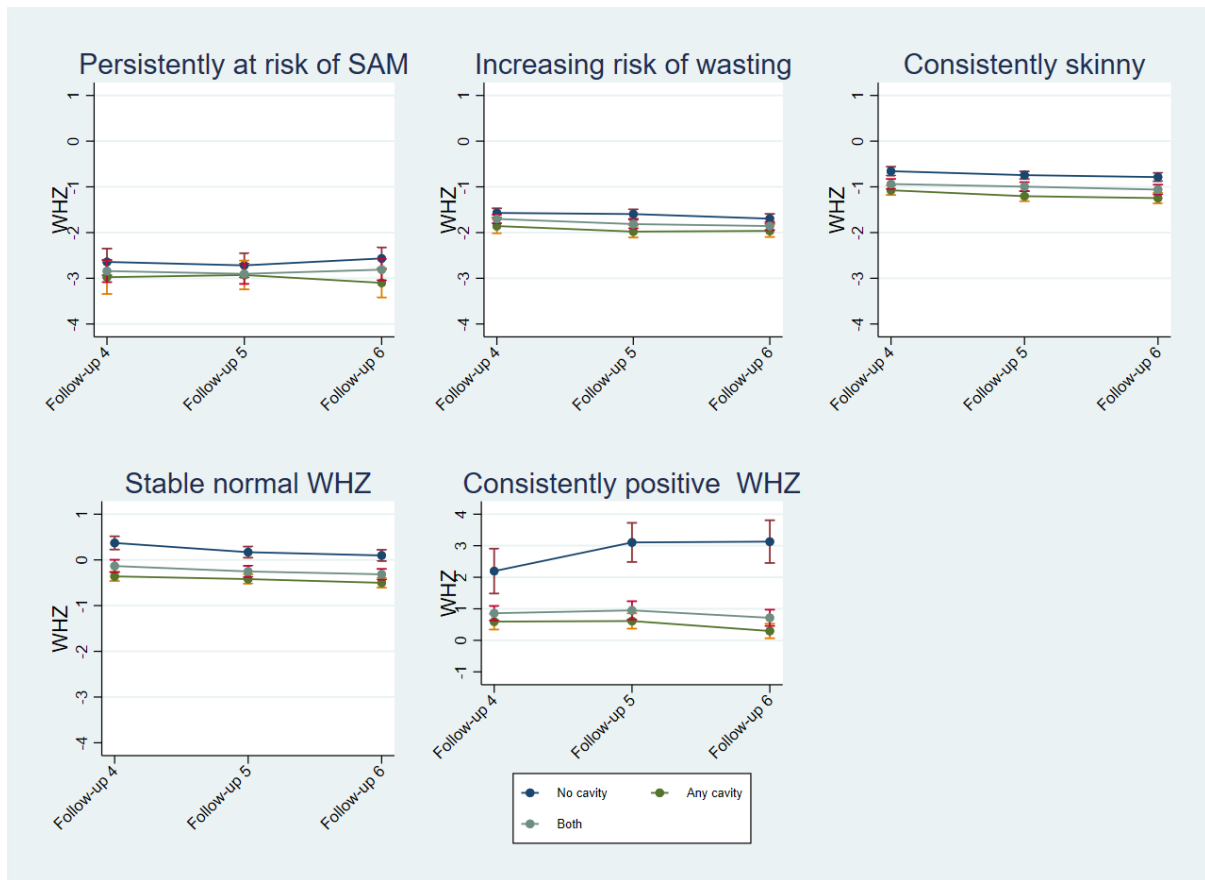 Persistently at risk of SAM
1
0
-1
-2
-3
-4
WHZ
Follow-up 4
Follow-up 5
Follow-up 6
Increasing risk of wasting
1
0
-1
-2
-3
-4
WHZ
Follow-up 4
Follow-up 5
Follow-up 6
Consistently skinny
1
0
-1
-2
-3
-4
WHZ
Follow-up 4
Follow-up 5
Follow-up 6
Stable normal WHZ
1
0
-1
-2
-3
-4
WHZ
Follow-up 4
Follow-up 5
Follow-up 6
Consistently positive  WHZ
4
3
2
1
0
-1
WHZ
Follow-up 4
Follow-up 5
Follow-up 6
No cavity
Any cavity
Both